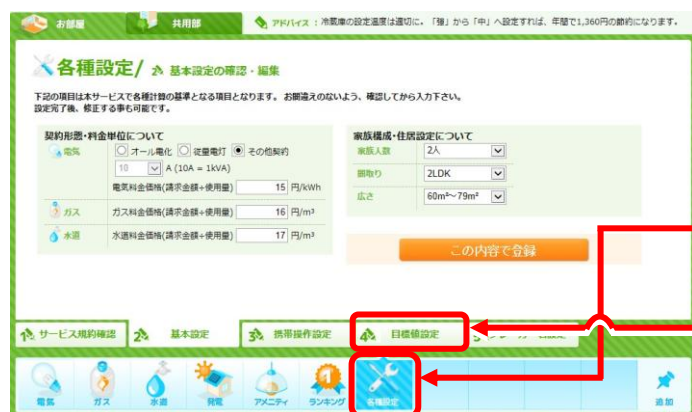 お部屋 共用部 アドバイス：冷蔵庫の設定温度は適切に。「強」から「中」へ設定すれば、年間で1,360円の節約になります。
各種設定/ 基本設定の確認・編集
下記の項目は本サービスで各種計算の基準となる項目となります。 お間違えのないよう、確認してから入力下さい。
設定完了後、修正する事も可能です。
契約形態・料金単位について
電気 オール電化 従量電灯 その他契約
10 A (10A = 1kVA)
電気料金価格(請求金額÷使用量) 15 円/kWh
ガス ガス料金価格(請求金額÷使用量) 16 円/m³
水道 水道料金価格(請求金額÷使用量) 17 円/m³
家族構成・住居設定について
家族人数 2人
間取り 2LDK
広さ 60m²～79m²
この内容で登録
1 サービス規約確認 2 基本設定 3 携帯操作設定 4 目標値設定
電気 ガス 水道 発電 アメニティ ランキング 各種設定 追加